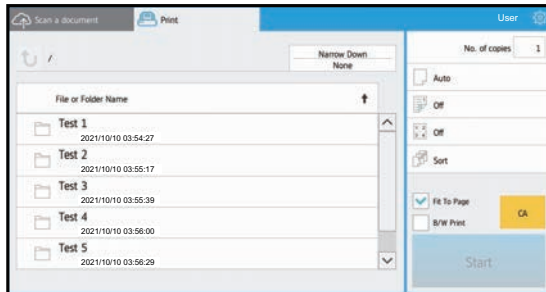 Scan a document
Print
User
/
Narrow Down
None
File or Folder Name
Test 1
2021/10/10 03:54:27
Test 2
2021/10/10 03:55:17
Test 3
2021/10/10 03:55:39
Test 4
2021/10/10 03:56:00
Test 5
2021/10/10 03:56:29
No. of copies 1
Auto
Off
Off
Sort
Fit To Page
B/W Print
CA
Start